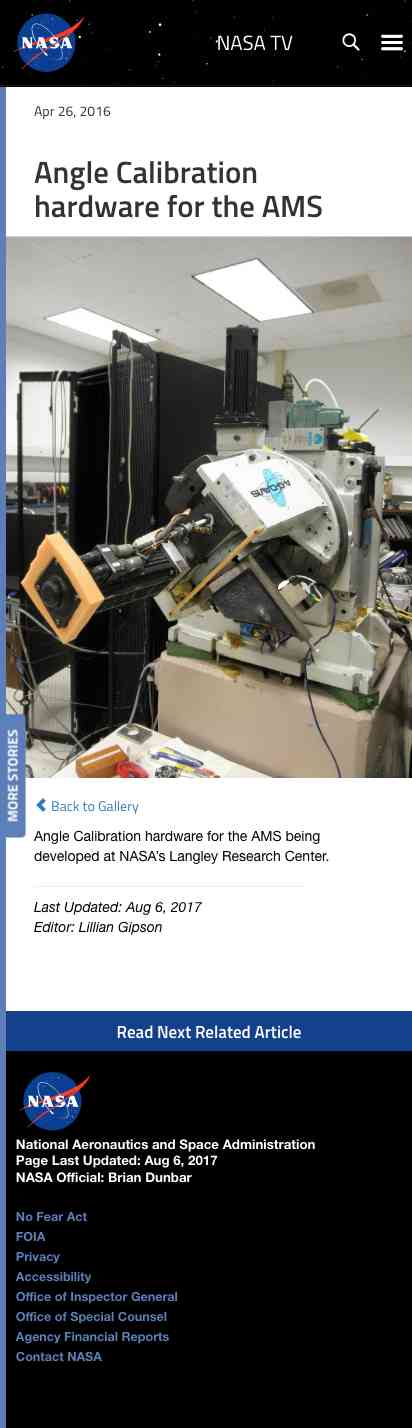 NASA
NASA TV
Apr 26, 2016
Angle Calibration
hardware for the AMS
MORE STORIES
Back to Gallery
Angle Calibration hardware for the AMS being
developed at NASA's Langley Research Center.
Last Updated: Aug 6, 2017
Editor: Lillian Gipson
Read Next Related Article
NASA
National Aeronautics and Space Administration
Page Last Updated: Aug 6, 2017
NASA Official: Brian Dunbar
No Fear Act
FOIA
Privacy
Accessibility
Office of Inspector General
Office of Special Counsel
Agency Financial Reports
Contact NASA